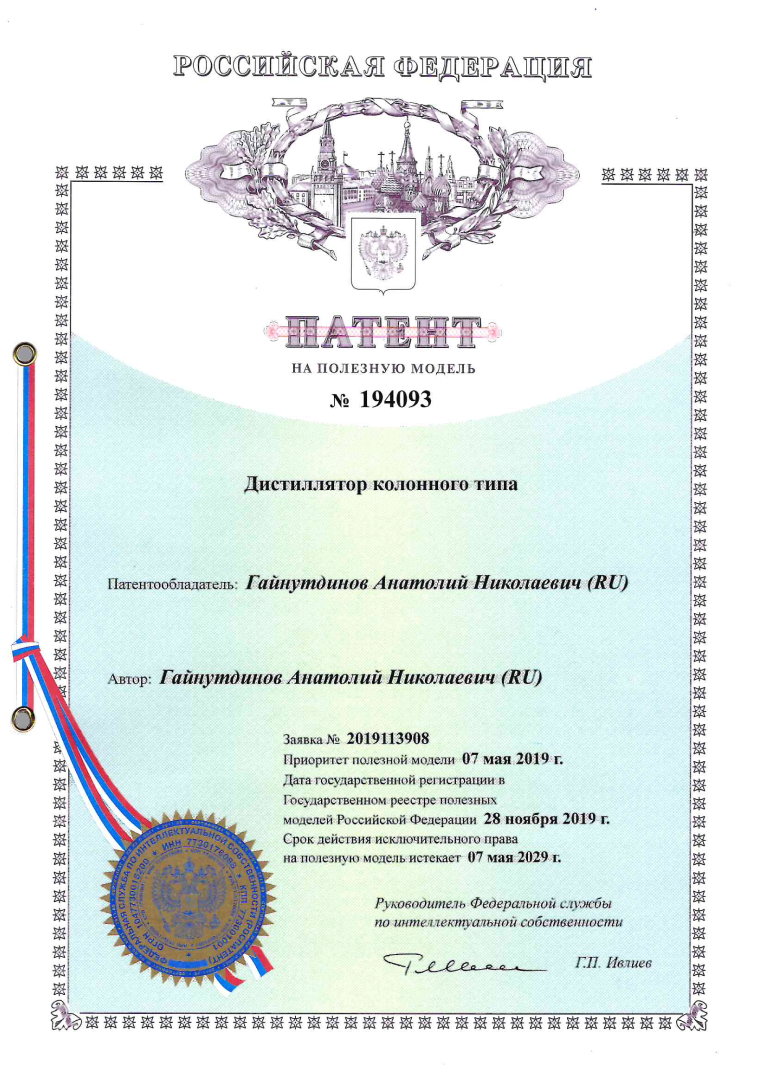 РОССИЙСКАЯ ФЕДЕРАЦИЯ
ПАТЕНТ
НА ПОЛЕЗНУЮ МОДЕЛЬ
№ 194093
Дистиллятор колонного типа
Патентообладатель: Гайнутдинов Анатолий Николаевич (RU)
Автор: Гайнутдинов Анатолий Николаевич (RU)
Заявка № 2019113908
Приоритет полезной модели 07 мая 2019 г.
Дата государственной регистрации в
Государственном реестре полезных
моделей Российской Федерации 28 ноября 2019 г.
Срок действия исключительного права
на полезную модель истекает 07 мая 2029 г.
Руководитель Федеральной службы
по интеллектуальной собственности
Г.П. Ивлиев
ФЕДЕРАЛЬНАЯ СЛУЖБА ПО ИНТЕЛЛЕКТУАЛЬНОЙ СОБСТВЕННОСТИ (РОСПАТЕНТ)
ОГРН ИНН КПП